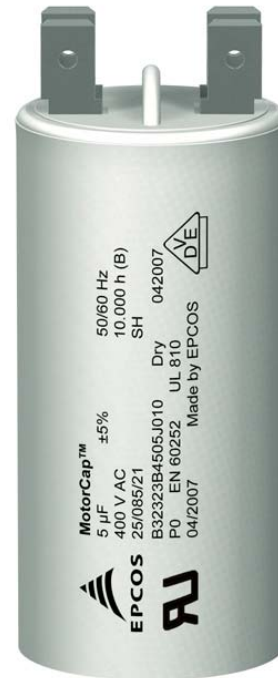 MotorCap™
5 µF ±5% 50/60 Hz
400 V AC 10.000 h (B)
25/085/21 SH
B32323B4505J010 Dry 042007
P0 EN 60252 UL 810
04/2007 Made by EPCOS
EPCOS
RU
VDE